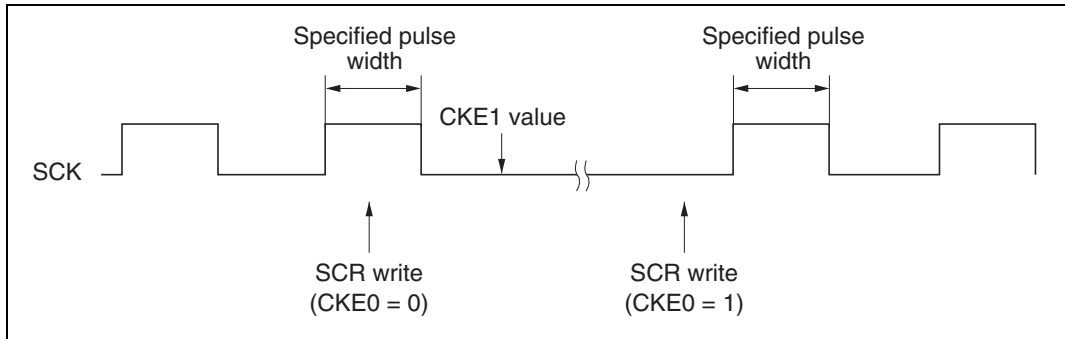 Specified pulse
width
Specified pulse
width
CKE1 value
SCK
SCR write
(CKE0 = 0)
SCR write
(CKE0 = 1)